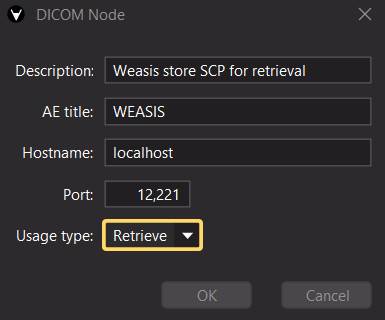 DICOM Node
Description: Weasis store SCP for retrieval
AE title: WEASIS
Hostname: localhost
Port: 12,221
Usage type: Retrieve
OK Cancel